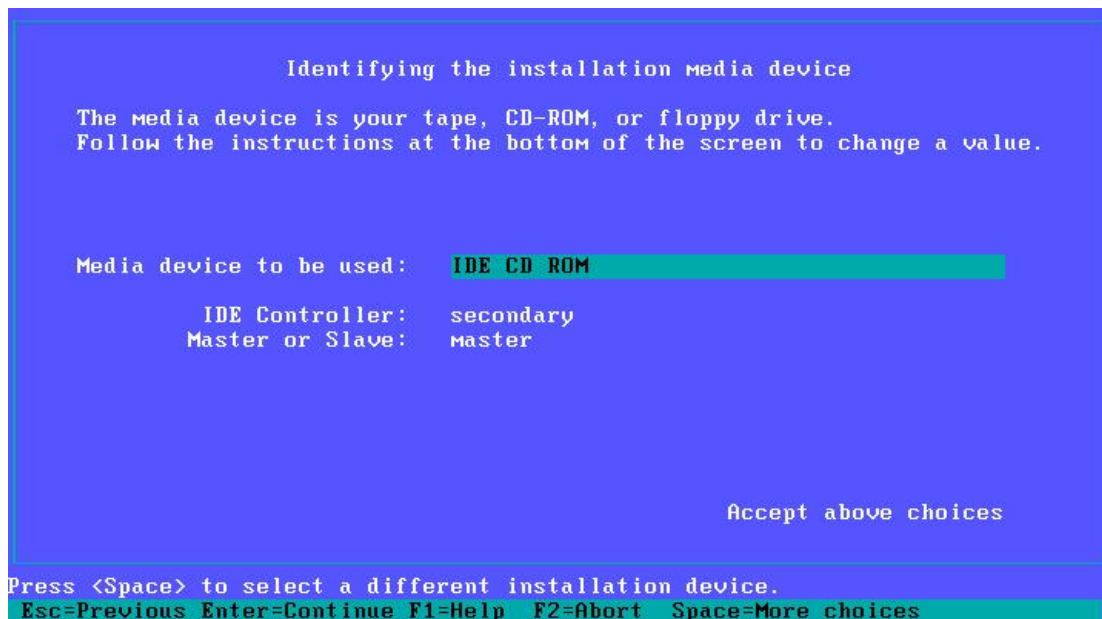 Identifying the installation media device
The media device is your tape, CD-ROM, or floppy drive.
Follow the instructions at the bottom of the screen to change a value.
Media device to be used: IDE CD ROM
IDE Controller: secondary
Master or Slave: master
Accept above choices
Press <Space> to select a different installation device.
Esc=Previous Enter=Continue F1=Help F2=Abort Space=More choices